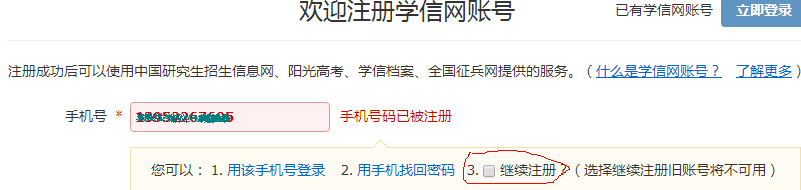 欢迎注册学信网账号
已有学信网账号 立即登录
注册成功后可以使用中国研究生招生信息网、阳光高考、学信档案、全国征兵网提供的服务。（什么是学信网账号？ 了解更多）
手机号 * 手机号码已被注册
您可以： 1. 用该手机号登录 2. 用手机找回密码 3. 继续注册？（选择继续注册旧账号将不可用）